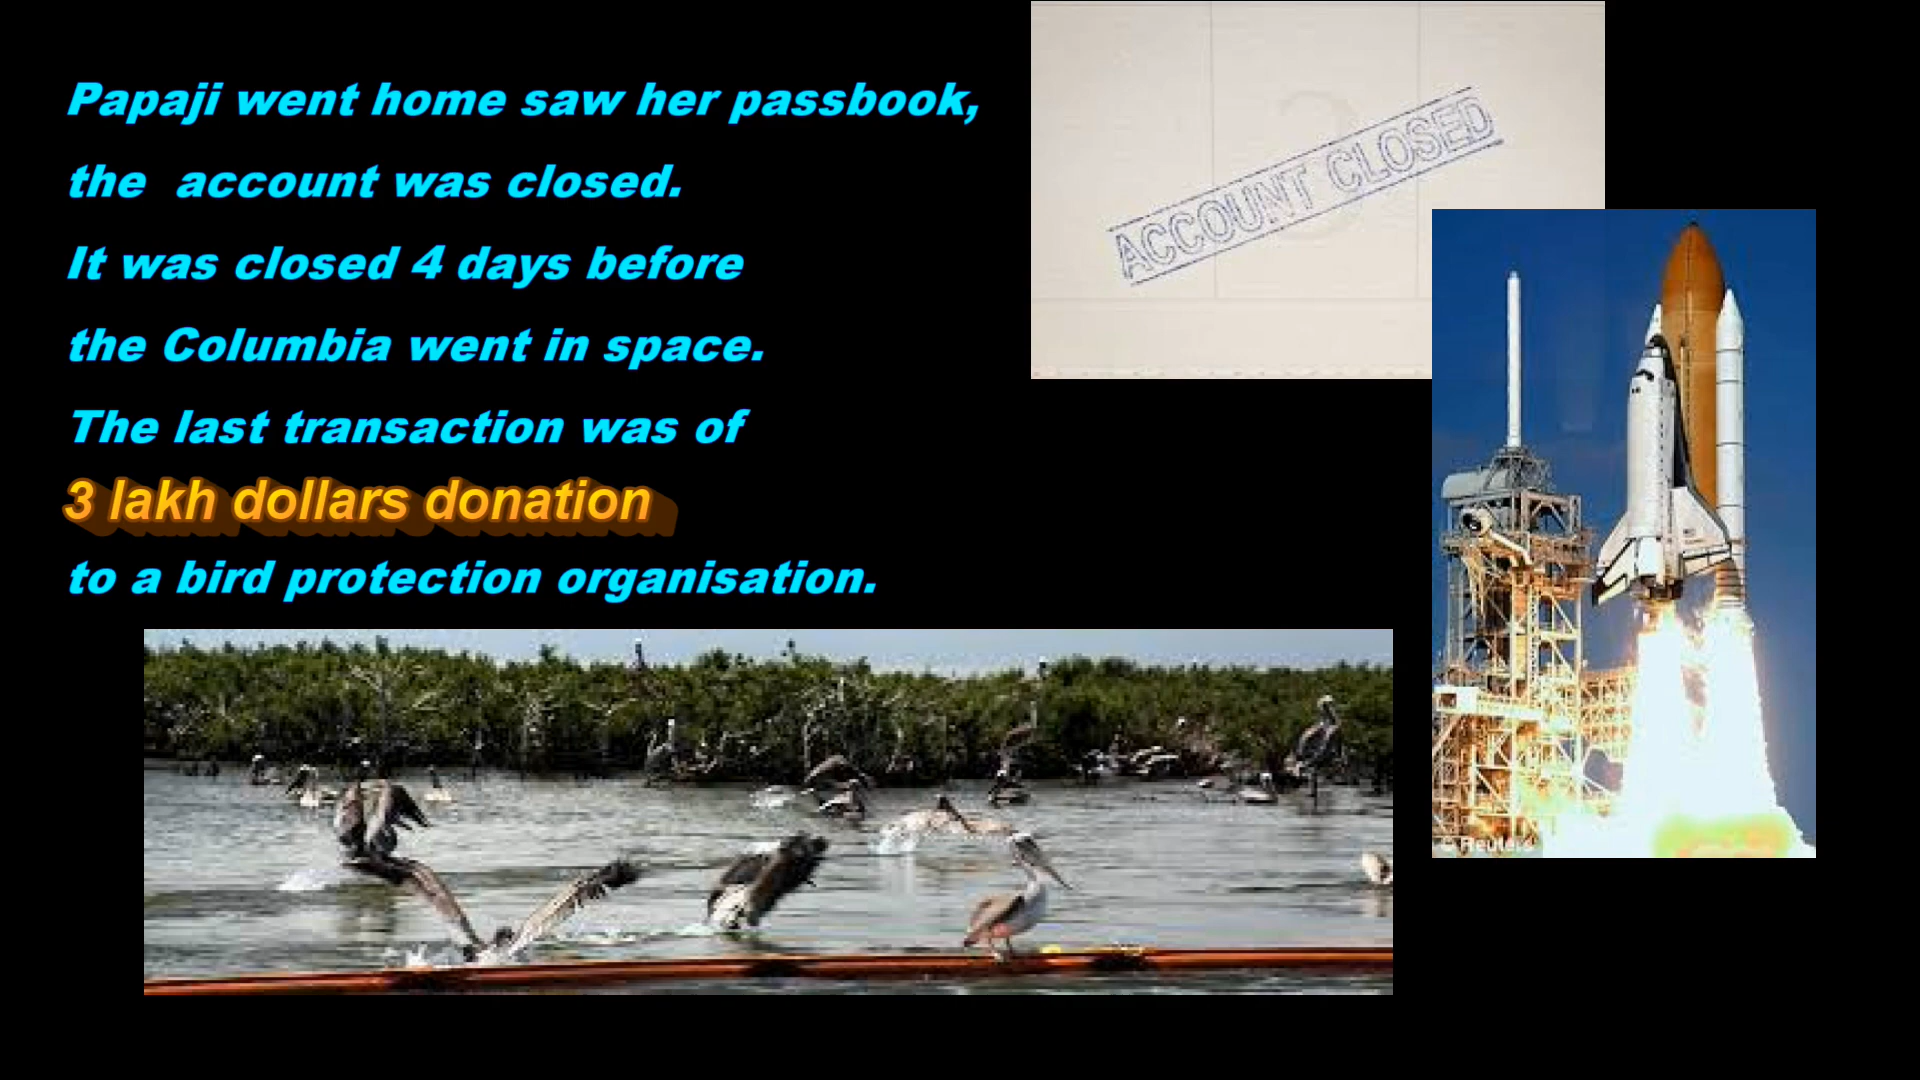 Papaji went home saw her passbook,
the account was closed.
It was closed 4 days before
the Columbia went in space.
The last transaction was of
3 lakh dollars donation
to a bird protection organisation.
ACCOUNT CLOSED
© Reuters